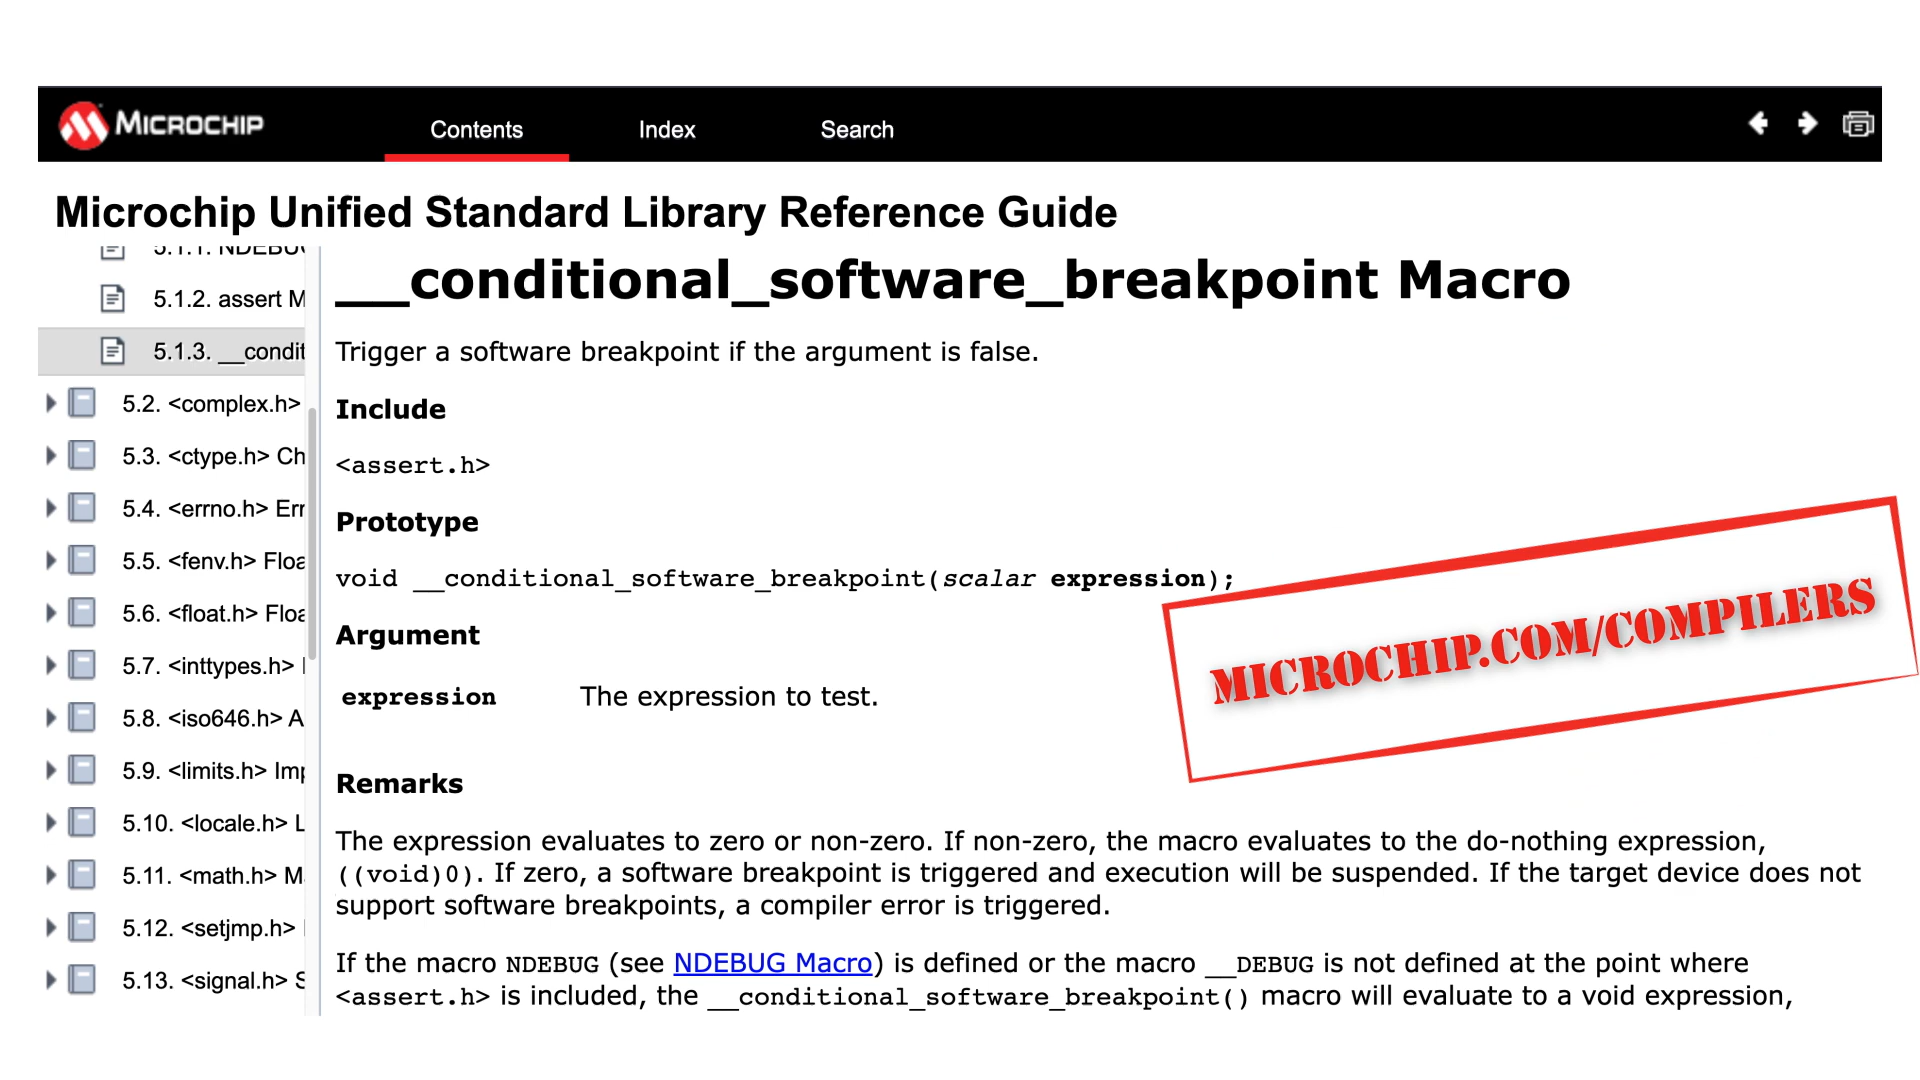 MICROCHIP
Contents
Index
Search
Microchip Unified Standard Library Reference Guide
5.1.1. NDEBUG
5.1.2. assert M
5.1.3. __condit
5.2. <complex.h>
5.3. <ctype.h> Ch
5.4. <errno.h> Err
5.5. <fenv.h> Floa
5.6. <float.h> Floa
5.7. <inttypes.h>
5.8. <iso646.h> A
5.9. <limits.h> Imp
5.10. <locale.h> L
5.11. <math.h> M
5.12. <setjmp.h>
5.13. <signal.h> S
__conditional_software_breakpoint Macro
Trigger a software breakpoint if the argument is false.
Include
<assert.h>
Prototype
void __conditional_software_breakpoint(scalar expression);
Argument
expression The expression to test.
Remarks
The expression evaluates to zero or non-zero. If non-zero, the macro evaluates to the do-nothing expression,
((void)0). If zero, a software breakpoint is triggered and execution will be suspended. If the target device does not
support software breakpoints, a compiler error is triggered.
If the macro NDEBUG (see NDEBUG Macro) is defined or the macro __DEBUG is not defined at the point where
<assert.h> is included, the __conditional_software_breakpoint() macro will evaluate to a void expression,
MICROCHIP.COM/COMPILERS